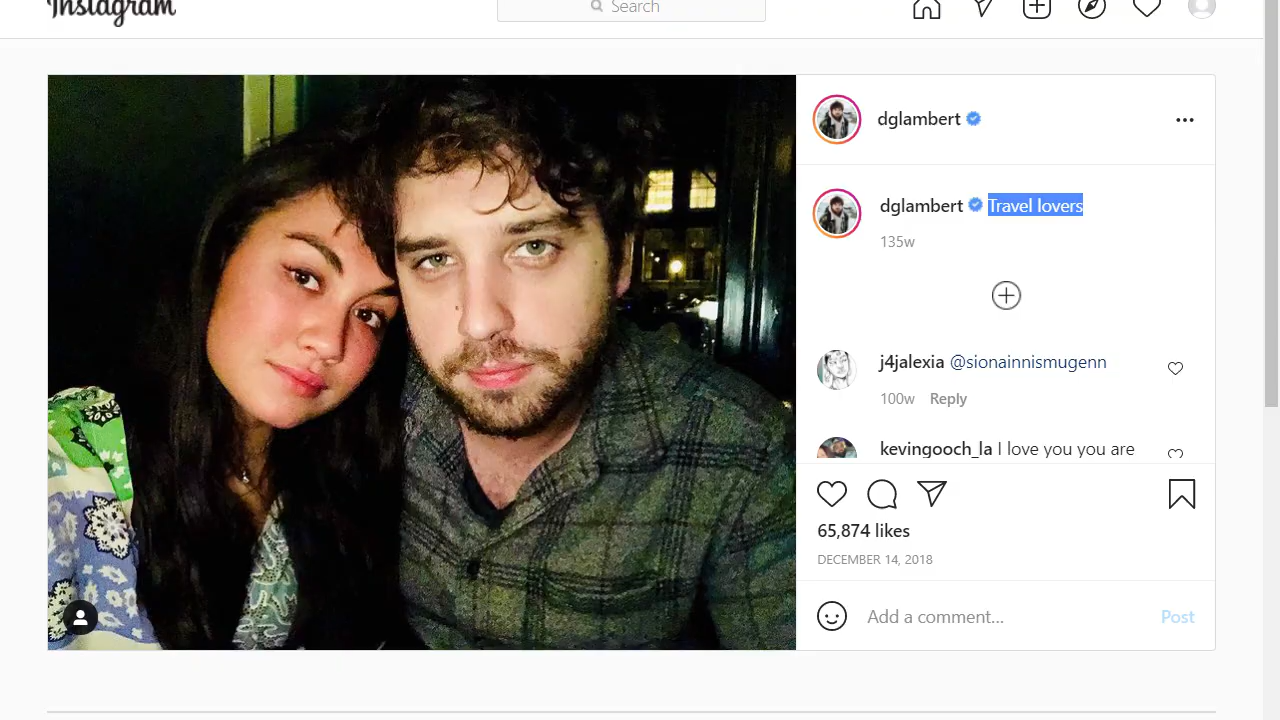 Instagram
Search
dglambert
dglambert Travel lovers
135w
j4jalexia @sionainnismugenn
100w Reply
kevingooch_la I love you you are
65,874 likes
DECEMBER 14, 2018
Add a comment... Post